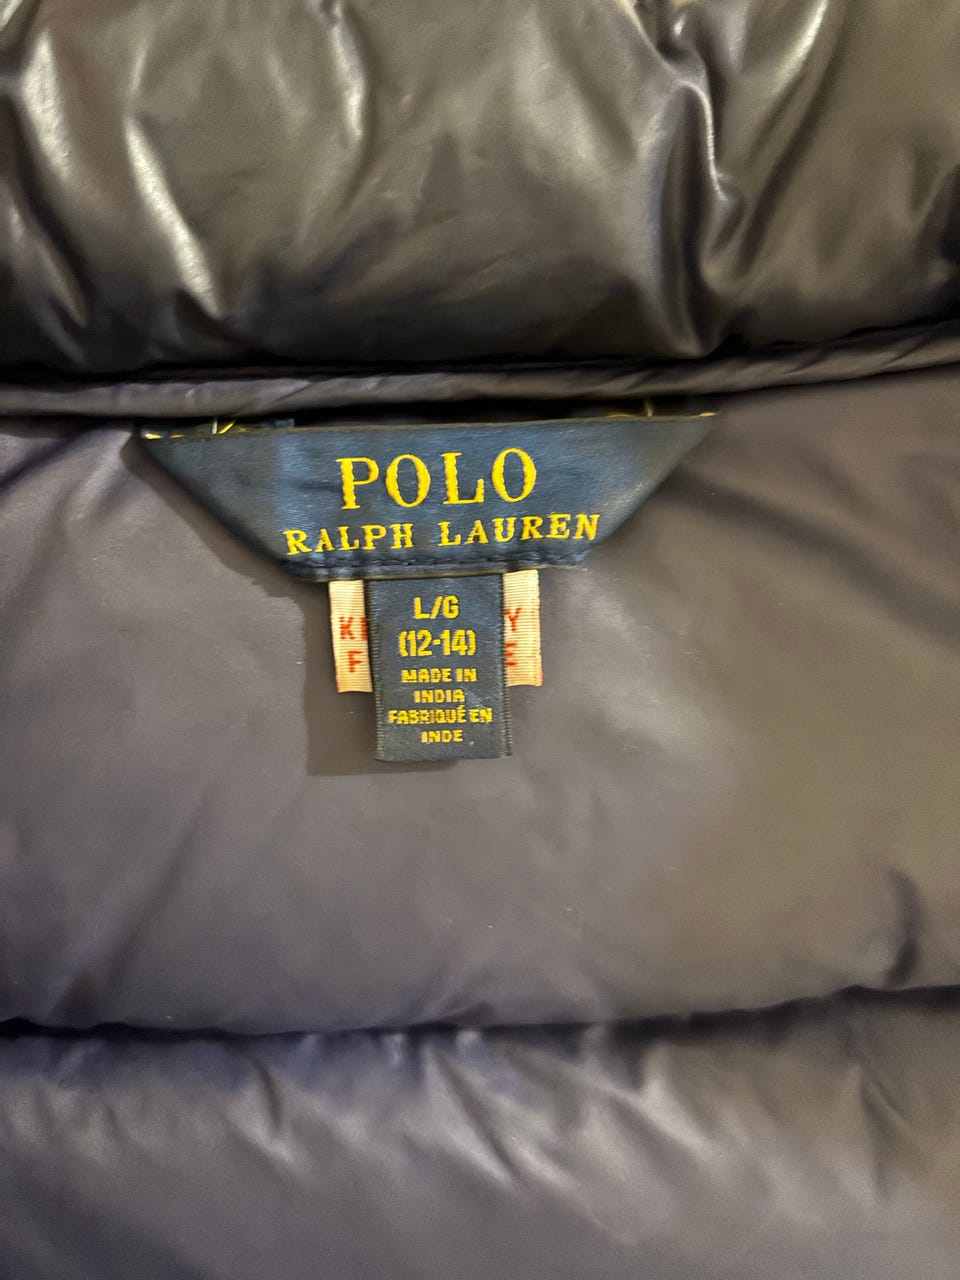 POLO
RALPH LAUREN
L/G
(12-14)
MADE IN
INDIA
FABRIQUÉ EN
INDE